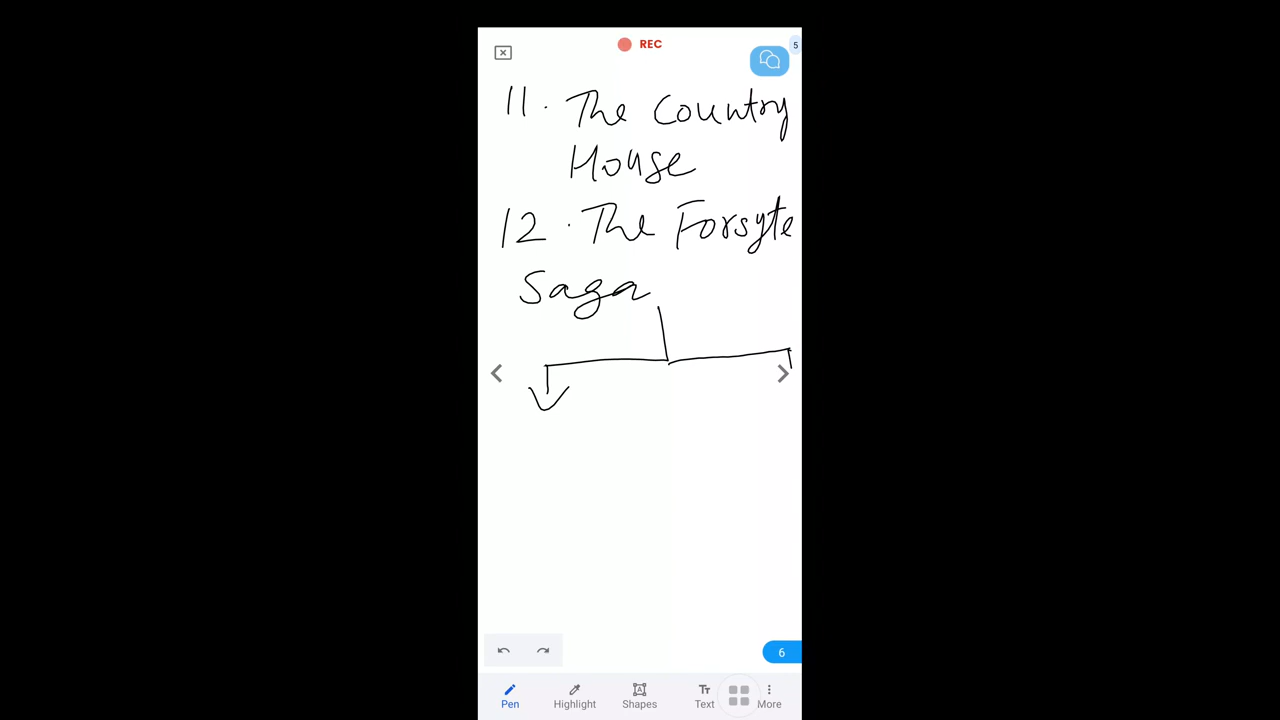 REC
5
11. The Country
House
12. The Forsyte
Saga
6
Pen Highlight Shapes Text More